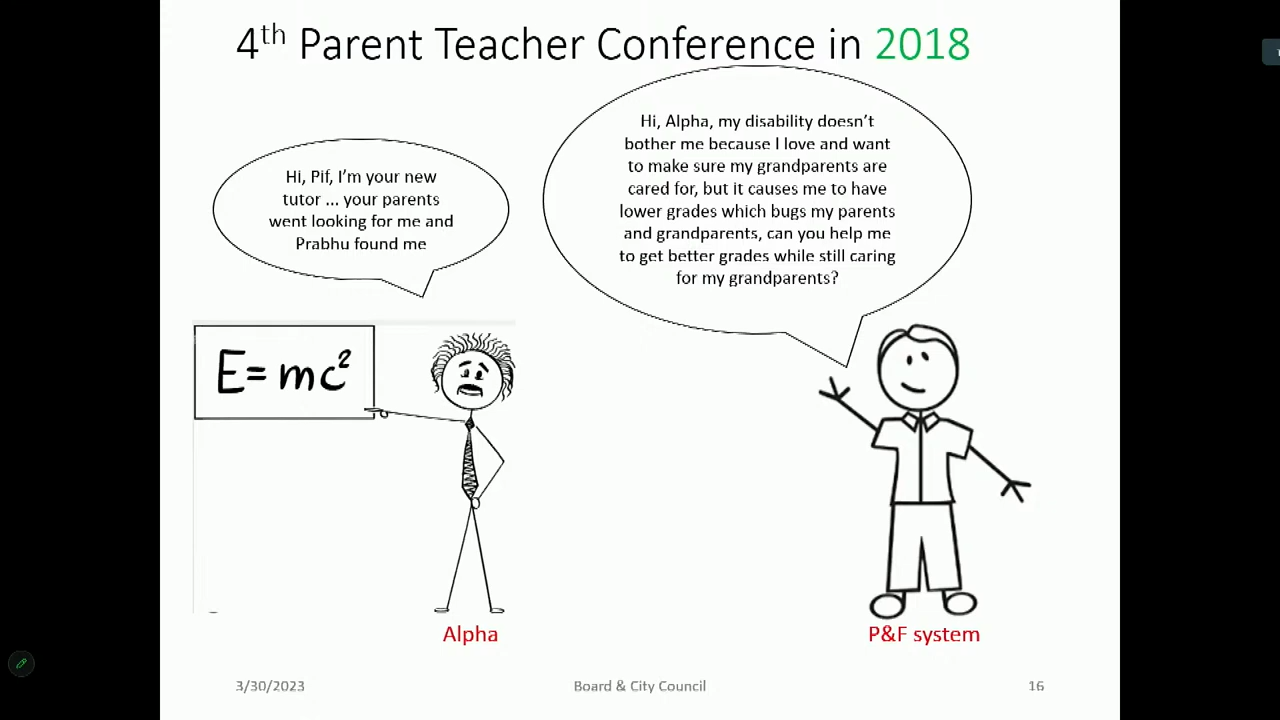 4th Parent Teacher Conference in 2018
Hi, Pif, I'm your new
tutor ... your parents
went looking for me and
Prabhu found me
Hi, Alpha, my disability doesn't
bother me because I love and want
to make sure my grandparents are
cared for, but it causes me to have
lower grades which bugs my parents
and grandparents, can you help me
to get better grades while still caring
for my grandparents?
E= mc²
Alpha
P&F system
3/30/2023
Board & City Council
16